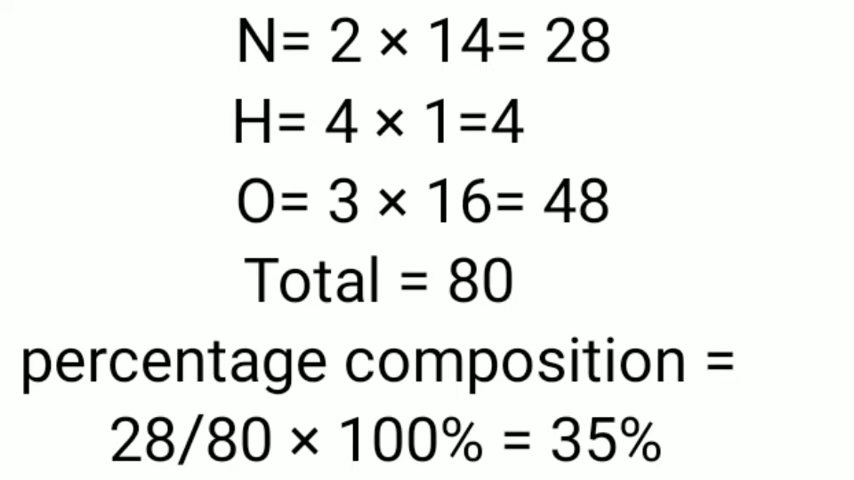 N= 2 × 14= 28
H= 4 × 1=4
O= 3 × 16= 48
Total = 80
percentage composition =
28/80 × 100% = 35%